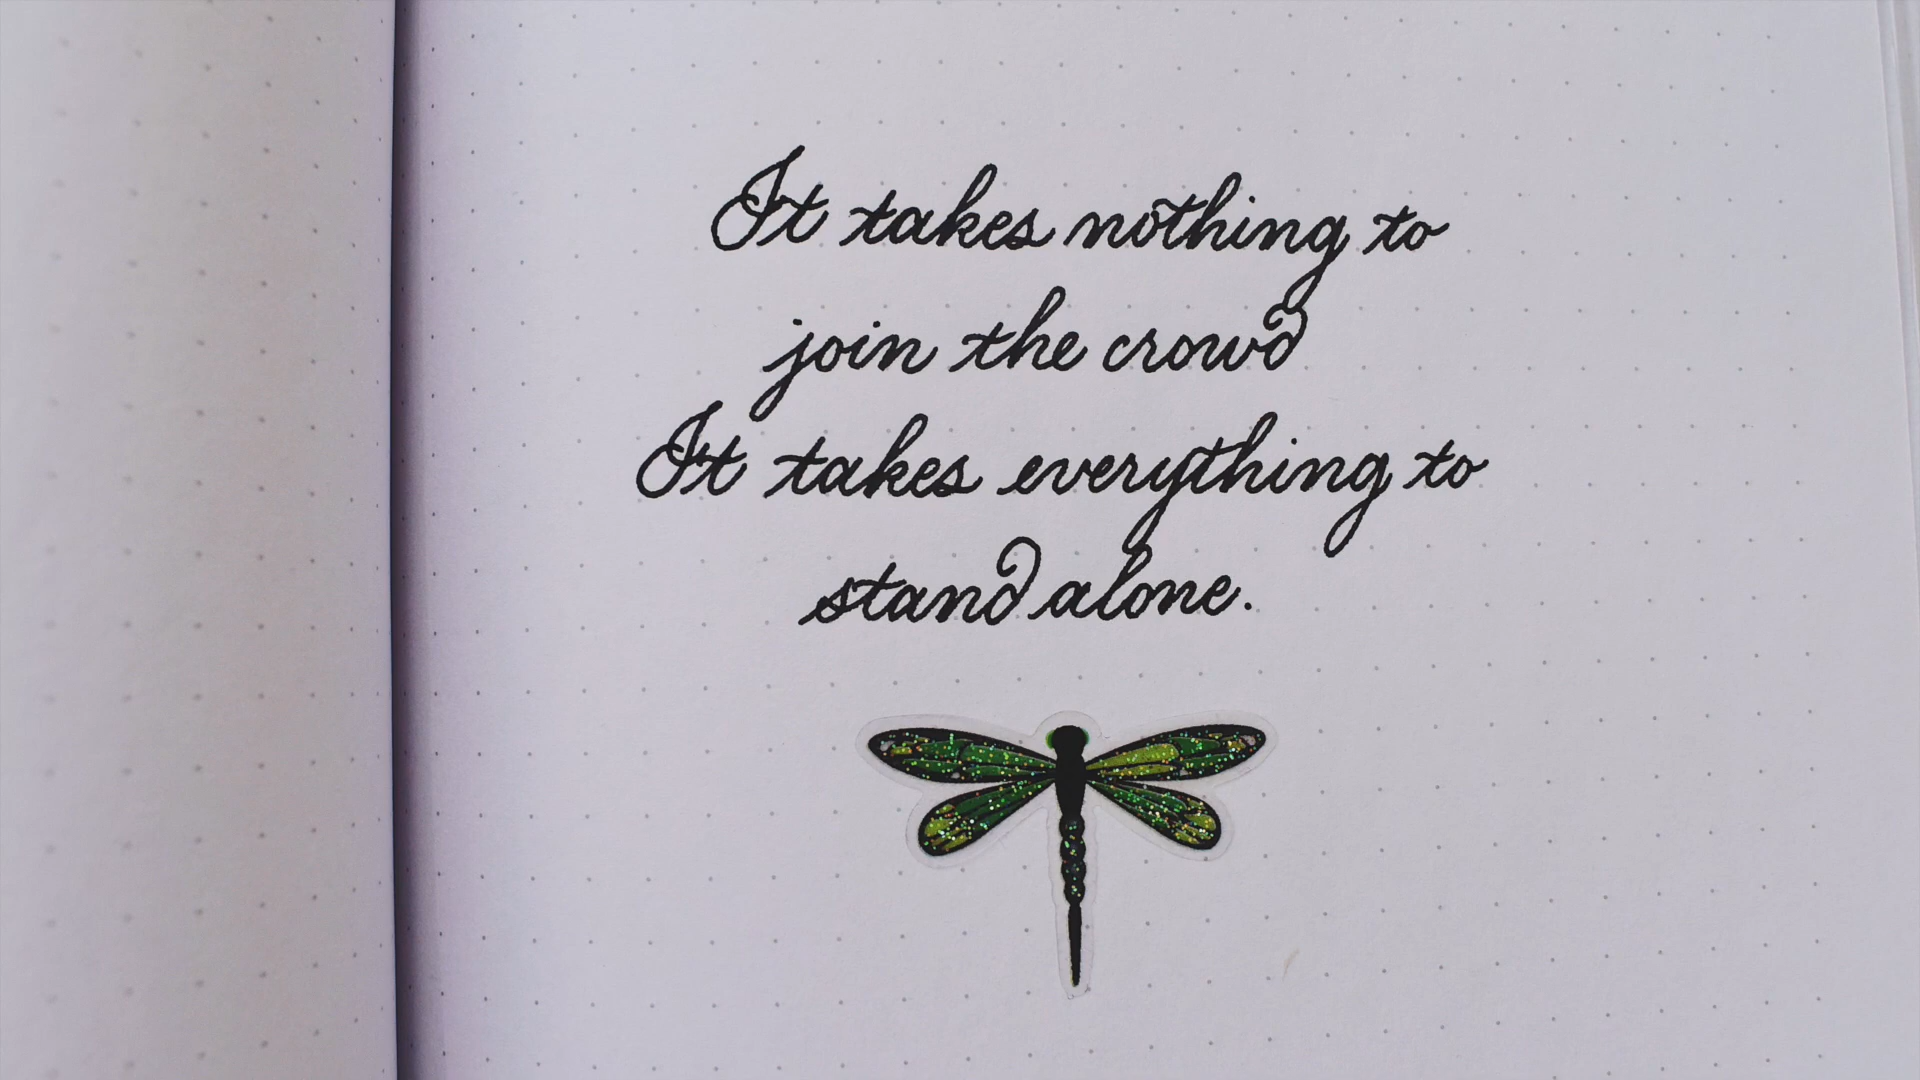 It takes nothing to
join the crowd
It takes everything to
stand alone.